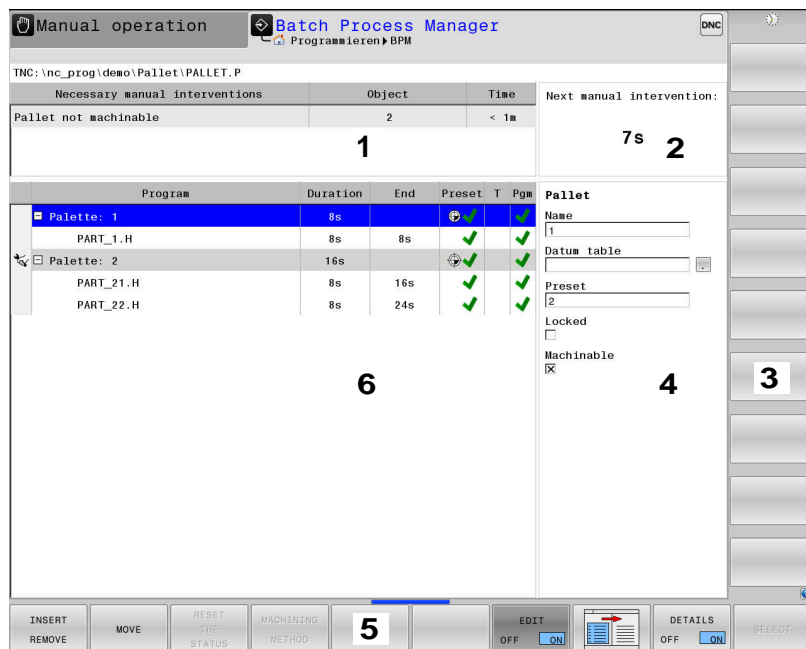 Manual operation
Batch Process Manager
Programmieren BPM
DNC
TNC:\nc_prog\demo\Pallet\PALLET.P
Necessary manual interventions Object Time
Pallet not machinable 2 < 1m
1
Next manual intervention:
7s
2
Program Duration End Preset T Pgm
Palette: 1 8s
PART_1.H 8s 8s
Palette: 2 16s
PART_21.H 8s 16s
PART_22.H 8s 24s
6
Pallet
Name
1
Datum table
Preset
2
Locked
Machinable
4
3
INSERT
REMOVE
MOVE
RESET
THE
STATUS
MACHINING
METHOD
5
EDIT
OFF ON
DETAILS
OFF ON
SELECT